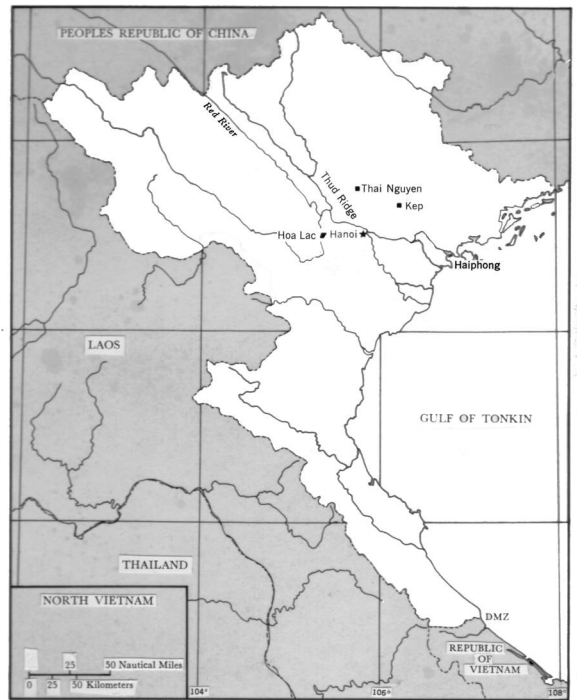 PEOPLES REPUBLIC OF CHINA
Red River
Thud Ridge
Thai Nguyen
Kep
Hoa Lac
Hanoi
Haiphong
LAOS
GULF OF TONKIN
THAILAND
DMZ
REPUBLIC
OF
VIETNAM
NORTH VIETNAM
25 50 Nautical Miles
0 25 50 Kilometers
104° 106° 108°